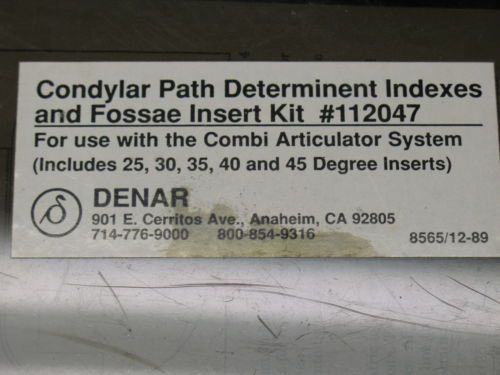 Condylar Path Determinent Indexes
and Fossae Insert Kit #112047
For use with the Combi Articulator System
(Includes 25, 30, 35, 40 and 45 Degree Inserts)
DENAR
901 E. Cerritos Ave., Anaheim, CA 92805
714-776-9000 800-854-9316
8565/12-89